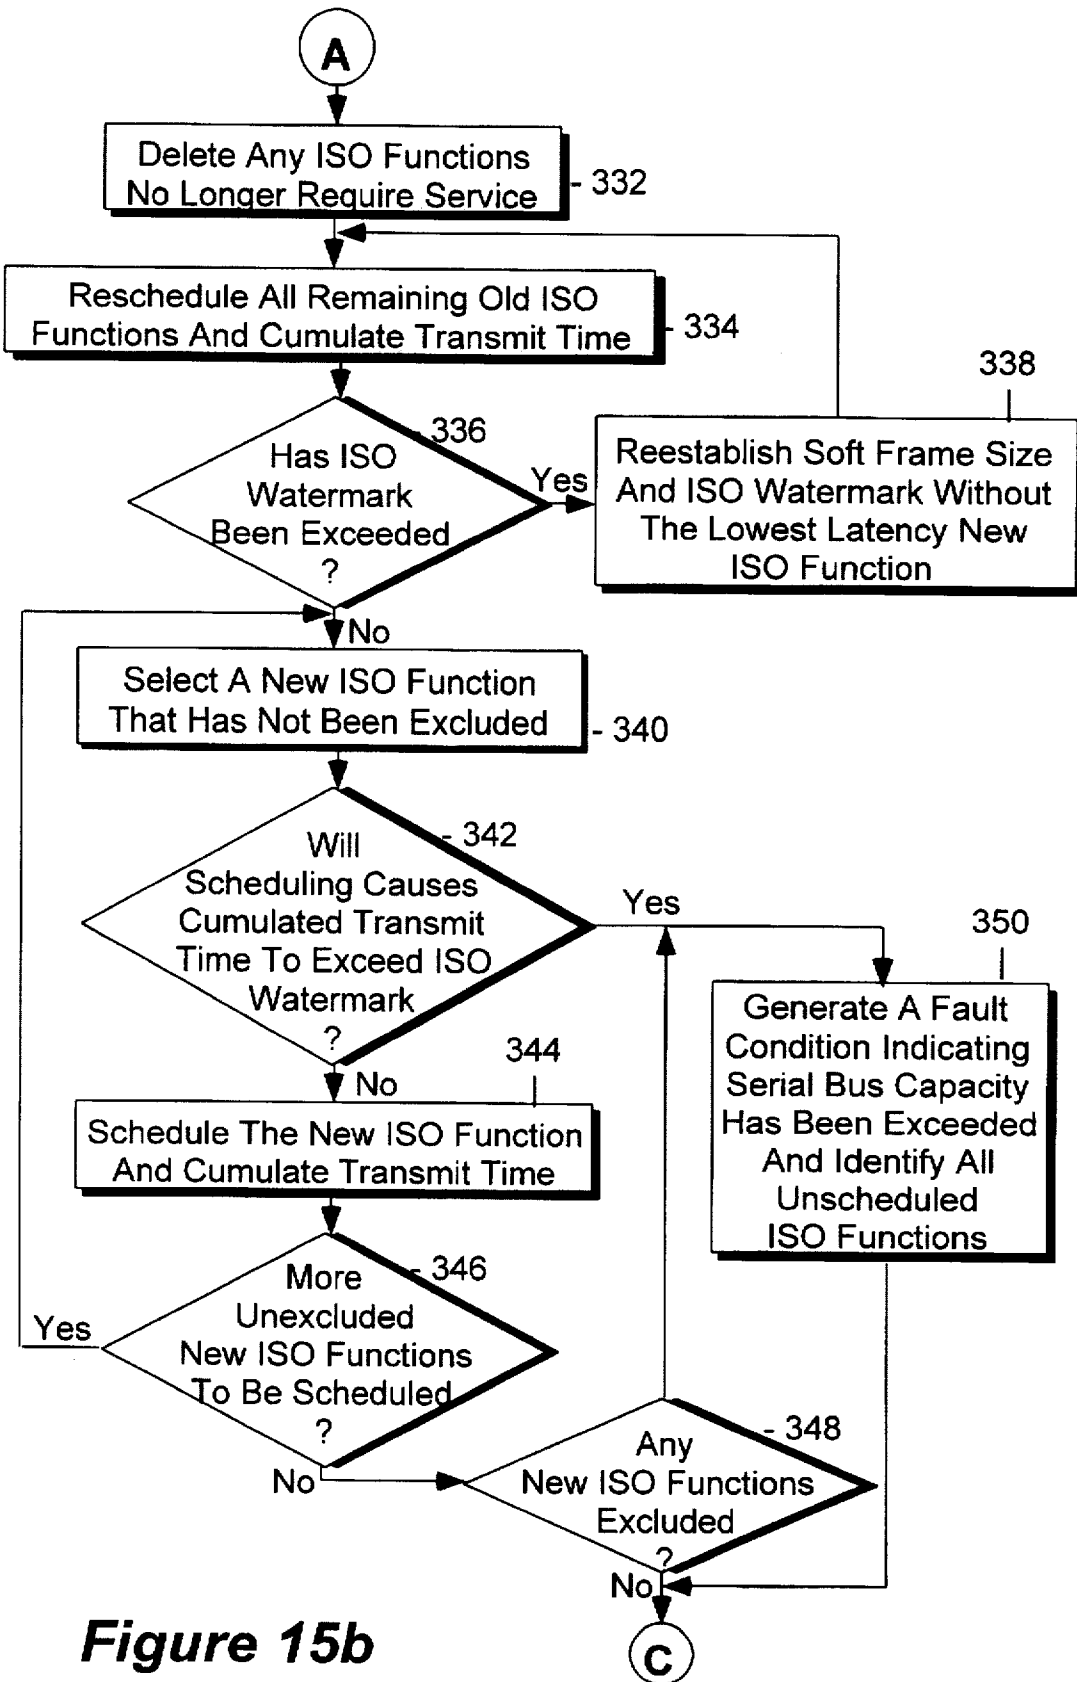 A
Delete Any ISO Functions
No Longer Require Service
- 332
Reschedule All Remaining Old ISO
Functions And Cumulate Transmit Time
- 334
338
- 336
Has ISO
Watermark
Been Exceeded
?
Yes
Reestablish Soft Frame Size
And ISO Watermark Without
The Lowest Latency New
ISO Function
No
Select A New ISO Function
That Has Not Been Excluded
- 340
- 342
Will
Scheduling Causes
Cumulated Transmit
Time To Exceed ISO
Watermark
?
Yes
350
Generate A Fault
Condition Indicating
Serial Bus Capacity
Has Been Exceeded
And Identify All
Unscheduled
ISO Functions
No
344
Schedule The New ISO Function
And Cumulate Transmit Time
- 346
More
Unexcluded
New ISO Functions
To Be Scheduled
?
Yes
No
- 348
Any
New ISO Functions
Excluded
?
No
C
Figure 15b